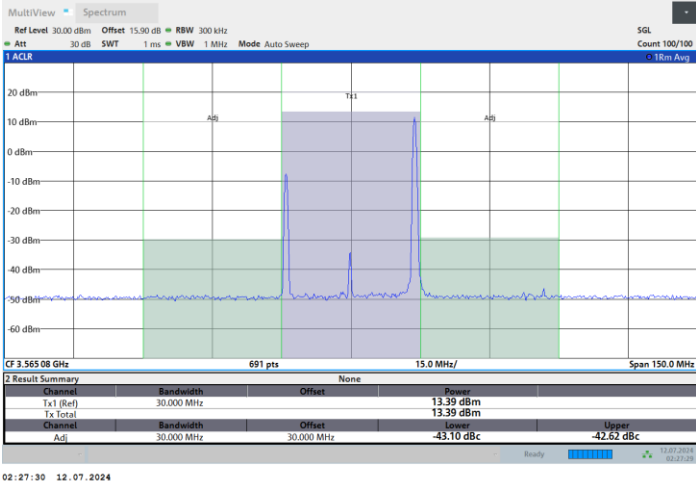 MultiView Spectrum
Ref Level 30.00 dBm Offset 15.90 dB RBW 300 kHz SGL
Att 30 dB SWT 1 ms VBW 1 MHz Mode Auto Sweep Count 100/100
1 ACLR 1Rm Avg
20 dBm
Tx1
10 dBm Adj Adj
0 dBm
-10 dBm
-20 dBm
-30 dBm
-40 dBm
-50 dBm
-60 dBm
CF 3.565 08 GHz 691 pts 15.0 MHz/ Span 150.0 MHz
2 Result Summary None
Channel Bandwidth Offset Power
Tx1 (Ref) 30.000 MHz 13.39 dBm
Tx Total 13.39 dBm
Channel Bandwidth Offset Lower Upper
Adj 30.000 MHz 30.000 MHz -43.10 dBc -42.62 dBc
Ready 12.07.2024
02:27:29
02:27:30 12.07.2024